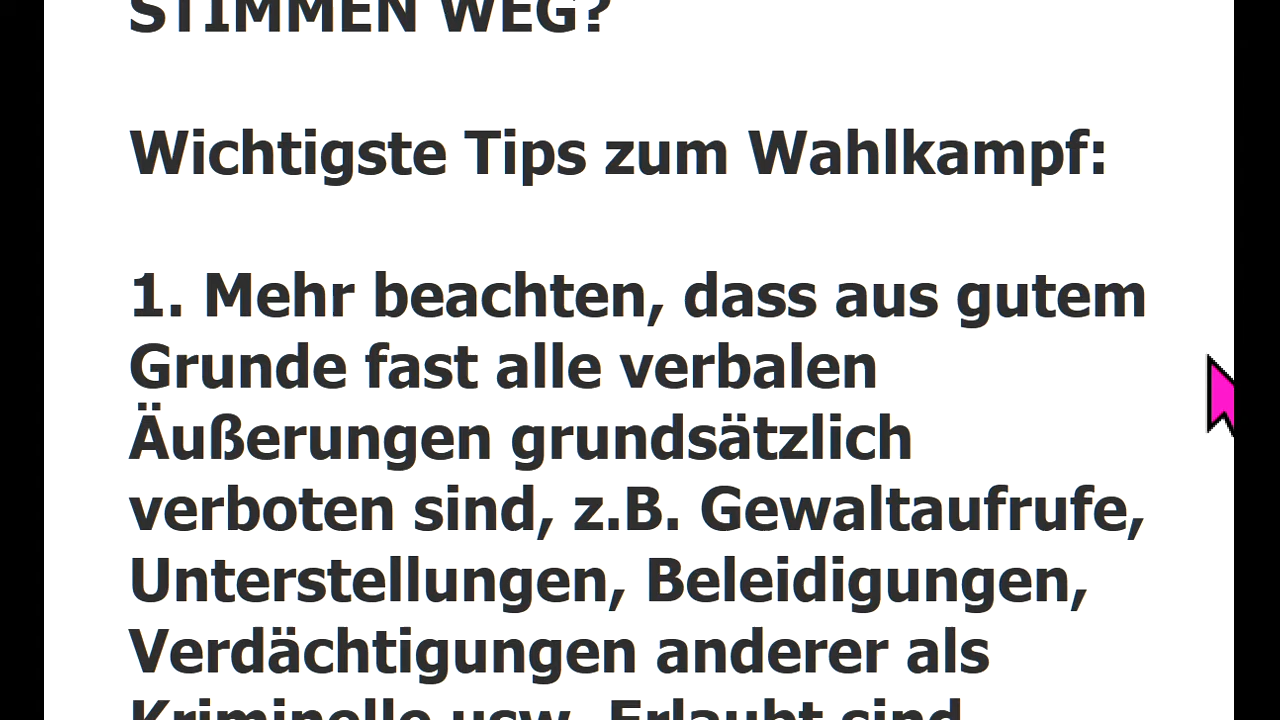 STIMMEN WEG?
Wichtigste Tips zum Wahlkampf:
1. Mehr beachten, dass aus gutem
Grunde fast alle verbalen
Äußerungen grundsätzlich
verboten sind, z.B. Gewaltaufrufe,
Unterstellungen, Beleidigungen,
Verdächtigungen anderer als
Kriminelle usw. Erlaubt sind